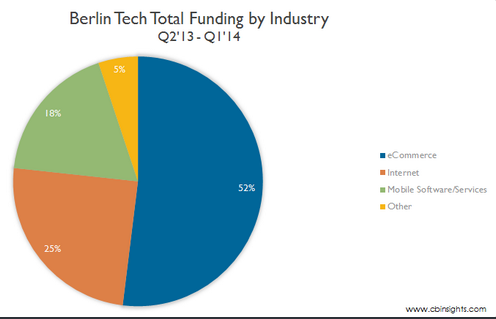 Berlin Tech Total Funding by Industry
Q2'13 - Q1'14
5%
18%
52%
25%
eCommerce
Internet
Mobile Software/Services
Other
www.cbinsights.com